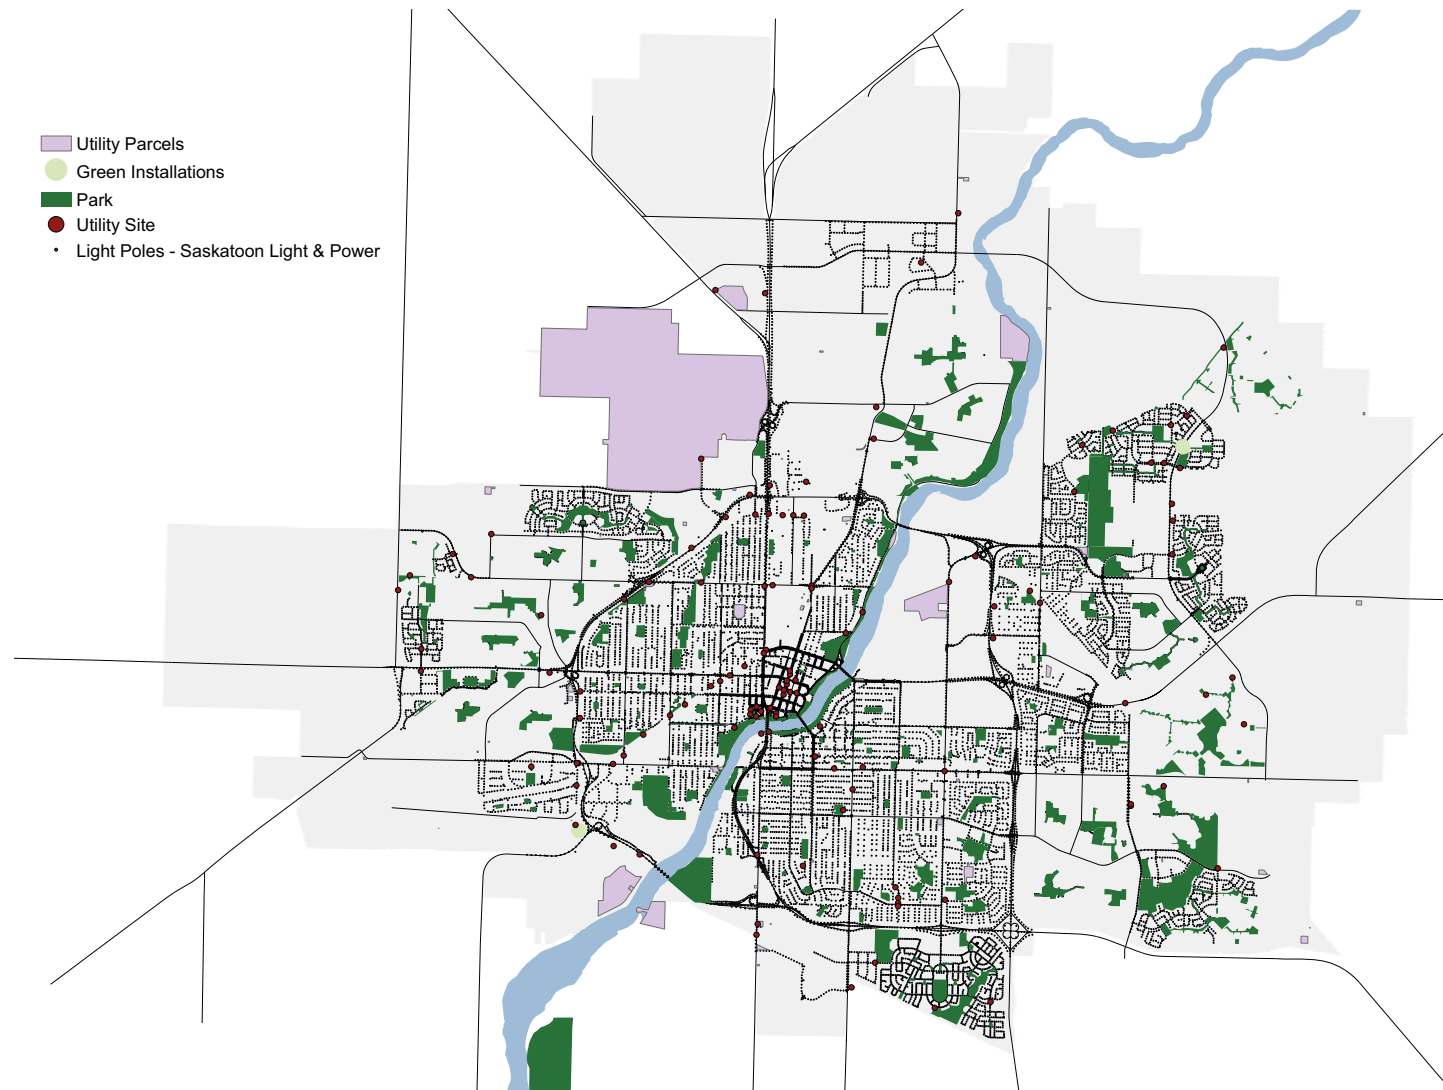 Utility Parcels
Green Installations
Park
Utility Site
Light Poles - Saskatoon Light & Power